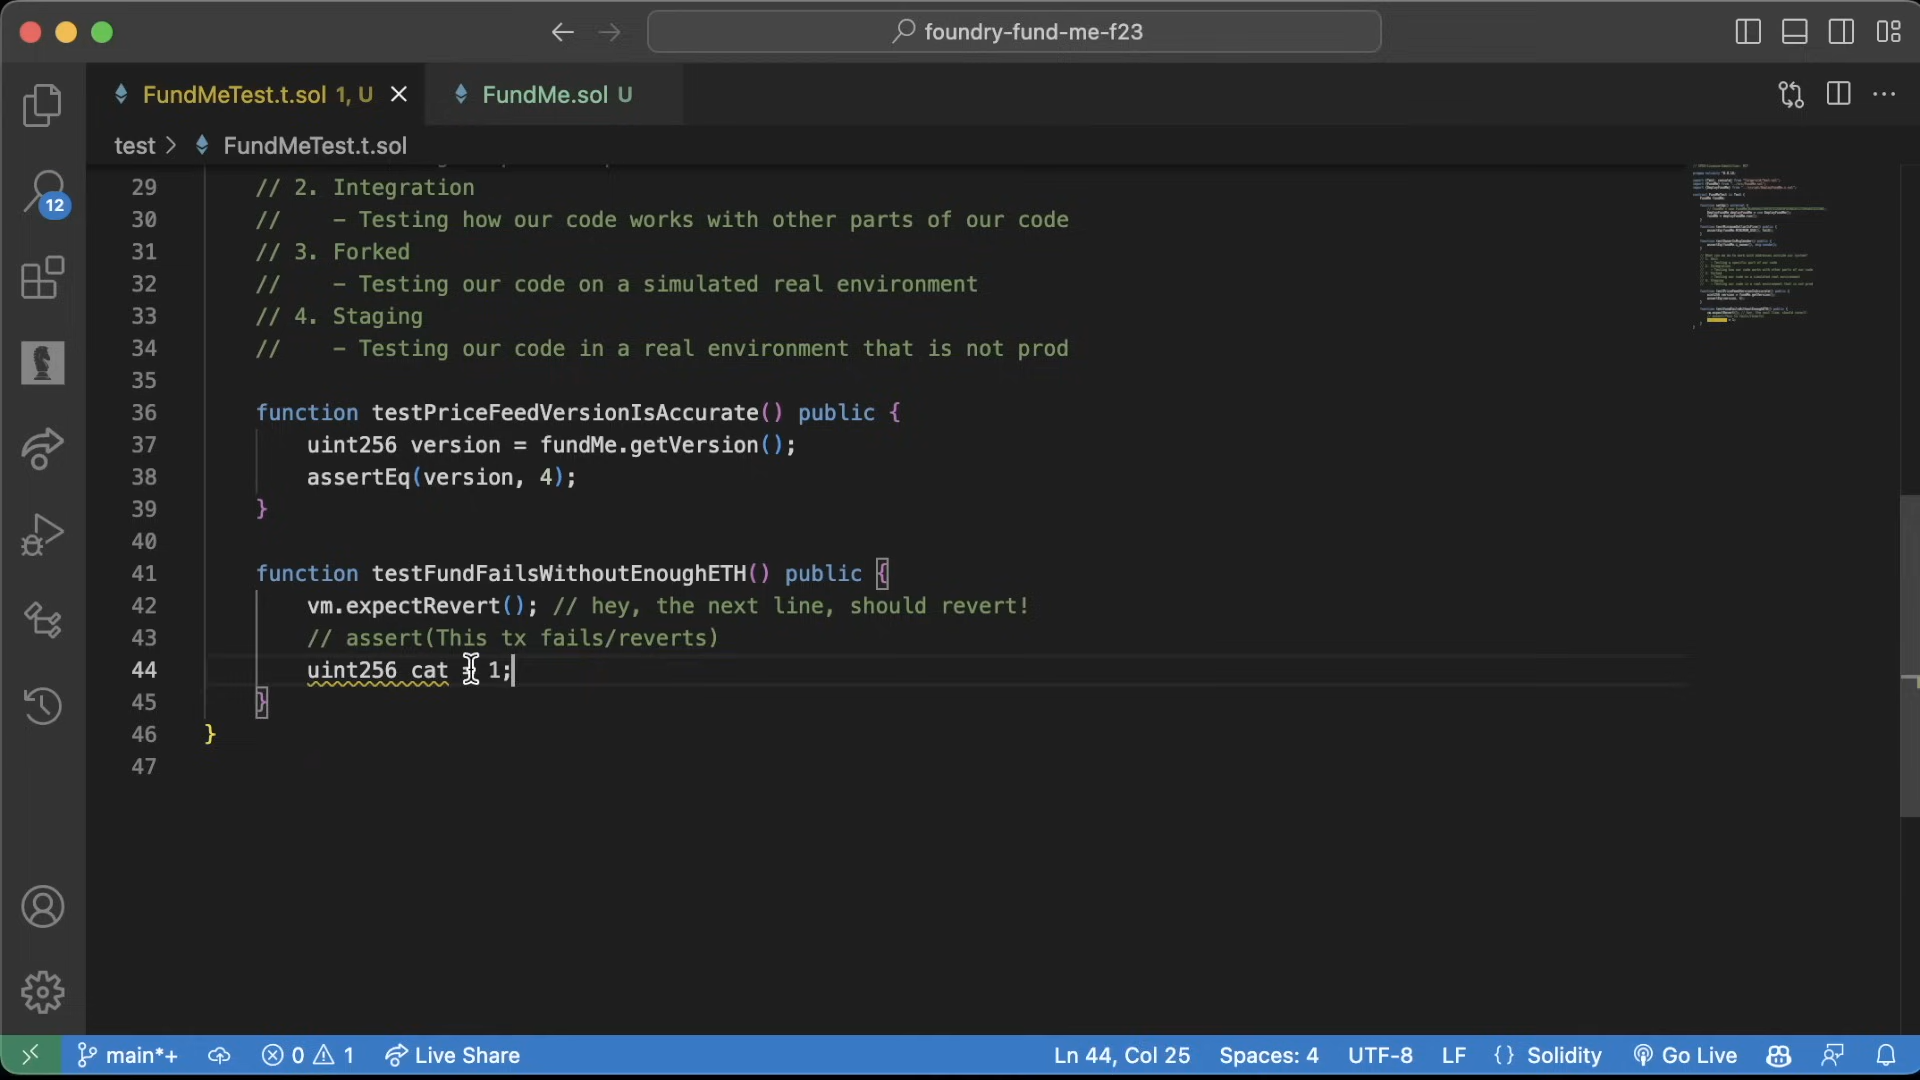 foundry-fund-me-f23
FundMeTest.t.sol 1, U
FundMe.sol U
test > FundMeTest.t.sol
12
29 // 2. Integration
30 // - Testing how our code works with other parts of our code
31 // 3. Forked
32 // - Testing our code on a simulated real environment
33 // 4. Staging
34 // - Testing our code in a real environment that is not prod
35
36 function testPriceFeedVersionIsAccurate() public {
37 uint256 version = fundMe.getVersion();
38 assertEq(version, 4);
39 }
40
41 function testFundFailsWithoutEnoughETH() public {
42 vm.expectRevert(); // hey, the next line, should revert!
43 // assert(This tx fails/reverts)
44 uint256 cat = 1;
45 }
46 }
47
main*+ 0 1 Live Share Ln 44, Col 25 Spaces: 4 UTF-8 LF {} Solidity Go Live